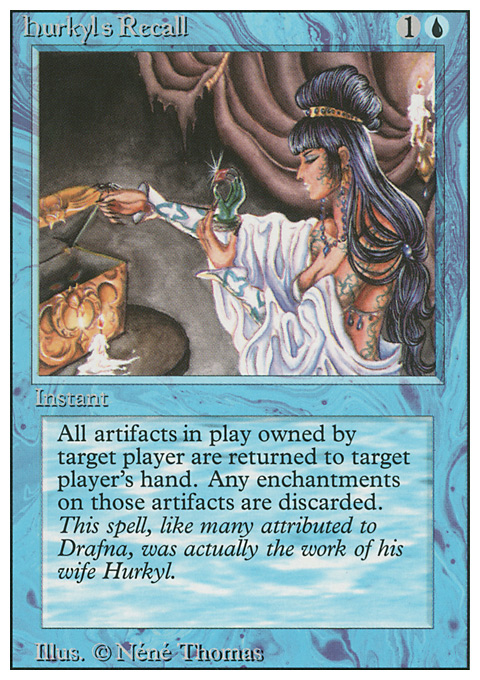 Hurkyl's Recall
1
Instant
All artifacts in play owned by
target player are returned to target
player's hand. Any enchantments
on those artifacts are discarded.
This spell, like many attributed to
Drafna, was actually the work of his
wife Hurkyl.
Illus. © Néné Thomas